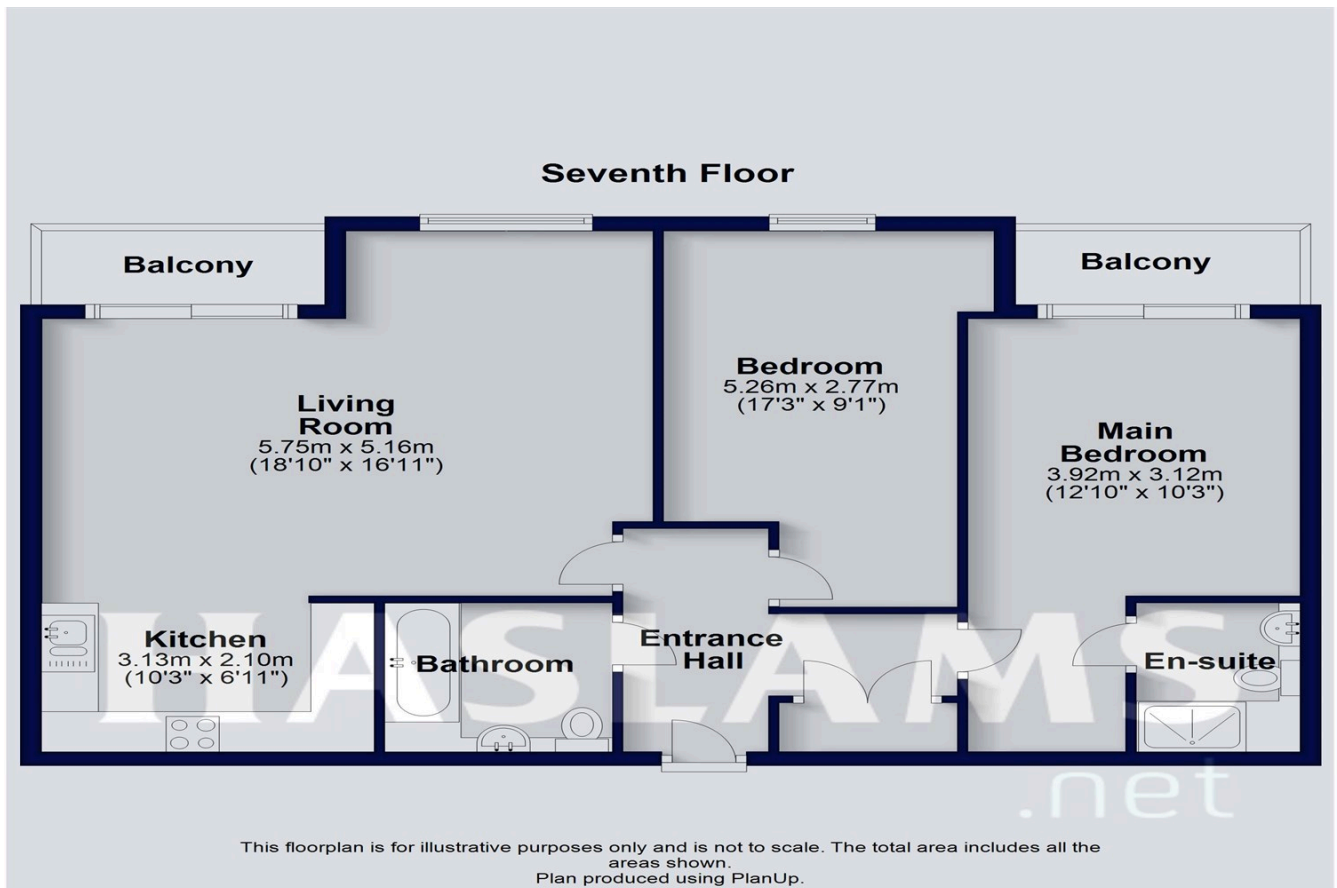 Seventh Floor
Balcony
Balcony
Living
Room
5.75m x 5.16m
(18'10" x 16'11")
Bedroom
5.26m x 2.77m
(17'3" x 9'1")
Main
Bedroom
3.92m x 3.12m
(12'10" x 10'3")
Kitchen
3.13m x 2.10m
(10'3" x 6'11")
Bathroom
Entrance
Hall
En-suite
HASLAMS
.net
This floorplan is for illustrative purposes only and is not to scale. The total area includes all the
areas shown.
Plan produced using PlanUp.